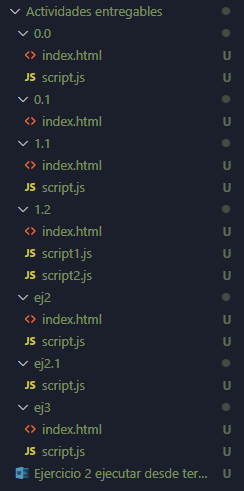 Actividades entregables
0.0
<> index.html U
JS script.js U
0.1
<> index.html U
1.1
<> index.html U
JS script.js U
1.2
<> index.html U
JS script1.js U
JS script2.js U
ej2
<> index.html U
JS script.js U
ej2.1
JS script.js U
ej3
<> index.html U
JS script.js U
Ejercicio 2 ejecutar desde ter... U